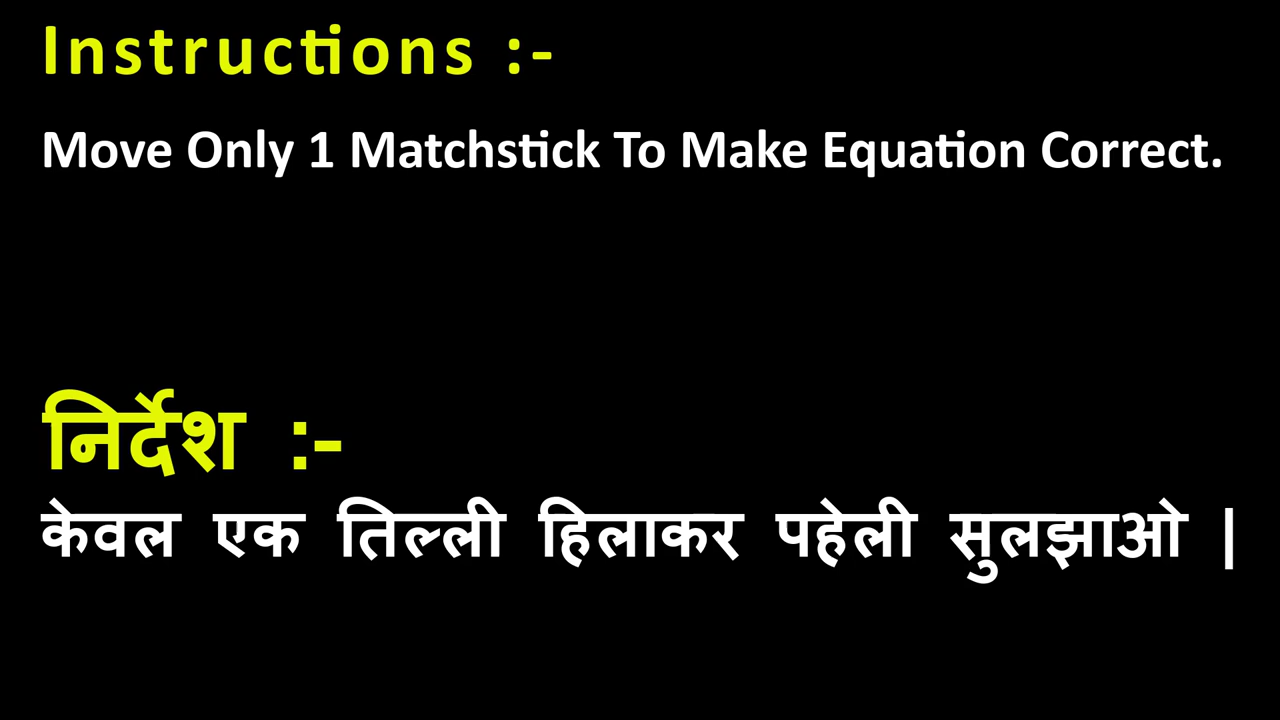 Instructions :-
Move Only 1 Matchstick To Make Equation Correct.
निर्देश :-
केवल एक तिल्ली हिलाकर पहेली सुलझाओ |